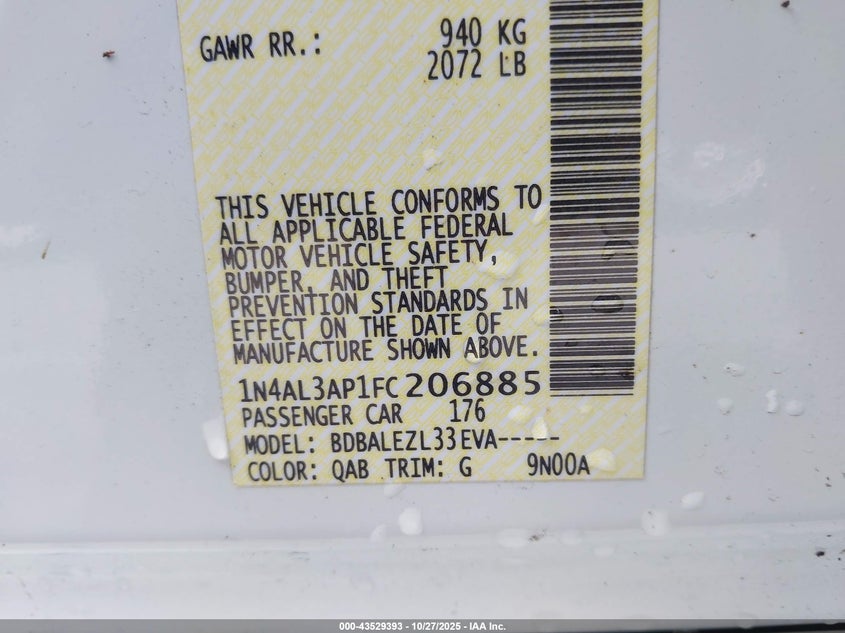 GAWR RR.: 940 KG
2072 LB
THIS VEHICLE CONFORMS TO
ALL APPLICABLE FEDERAL
MOTOR VEHICLE SAFETY,
BUMPER, AND THEFT
PREVENTION STANDARDS IN
EFFECT ON THE DATE OF
MANUFACTURE SHOWN ABOVE.
1N4AL3AP1FC206885
PASSENGER CAR 176
MODEL: BDBALEZL33EVA-----
COLOR: QAB TRIM: G 9N00A
000-43529393 - 10/27/2025 - IAA Inc.